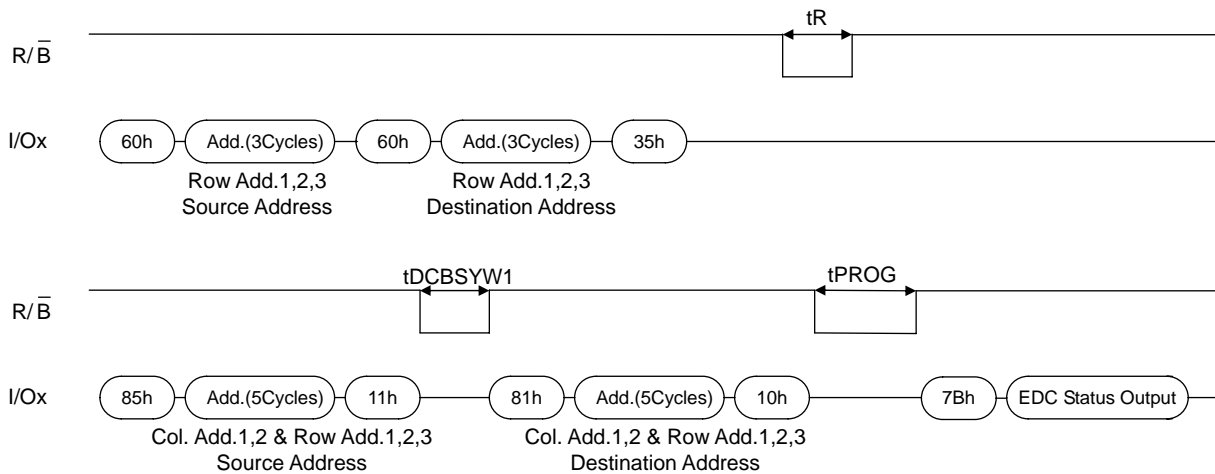 tR
R/B̅
I/Ox 60h Add.(3Cycles) 60h Add.(3Cycles) 35h
Row Add.1,2,3 Row Add.1,2,3
Source Address Destination Address
tDCBSYW1 tPROG
R/B̅
I/Ox 85h Add.(5Cycles) 11h 81h Add.(5Cycles) 10h 7Bh EDC Status Output
Col. Add.1,2 & Row Add.1,2,3 Col. Add.1,2 & Row Add.1,2,3
Source Address Destination Address